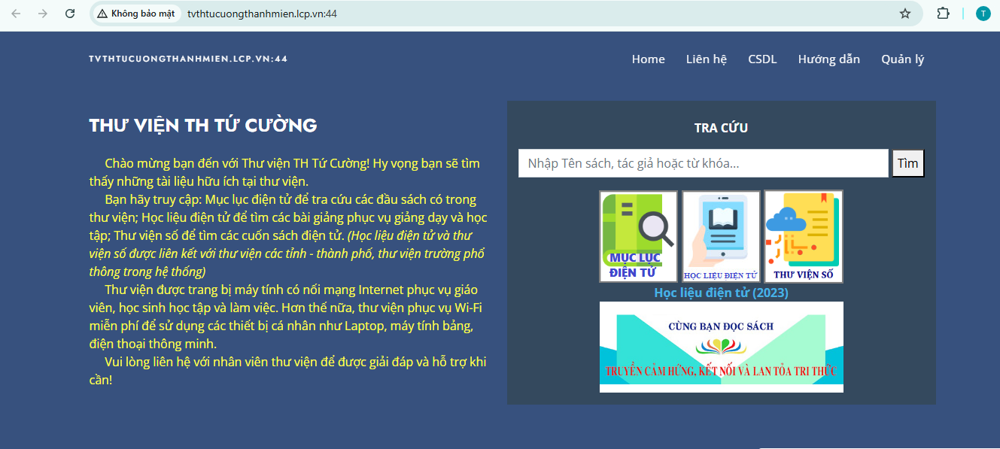 Không bảo mật
tvthtucuongthanhmien.lcp.vn:44
T
TVTHTUCUONGTHANHMIEN.LCP.VN:44
Home
Liên hệ
CSDL
Hướng dẫn
Quản lý
THƯ VIỆN TH TỨ CƯỜNG
Chào mừng bạn đến với Thư viện TH Tứ Cường! Hy vọng bạn sẽ tìm
thấy những tài liệu hữu ích tại thư viện.
Bạn hãy truy cập: Mục lục điện tử để tra cứu các đầu sách có trong
thư viện; Học liệu điện tử để tìm các bài giảng phục vụ giảng dạy và học
tập; Thư viện số để tìm các cuốn sách điện tử. (Học liệu điện tử và thư
viện số được liên kết với thư viện các tỉnh - thành phố, thư viện trường phổ
thông trong hệ thống)
Thư viện được trang bị máy tính có nối mạng Internet phục vụ giáo
viên, học sinh học tập và làm việc. Hơn thế nữa, thư viện phục vụ Wi-Fi
miễn phí để sử dụng các thiết bị cá nhân như Laptop, máy tính bảng,
điện thoại thông minh.
Vui lòng liên hệ với nhân viên thư viện để được giải đáp và hỗ trợ khi
cần!
TRA CỨU
Nhập Tên sách, tác giả hoặc từ khóa...
Tìm
MỤC LỤC
ĐIỆN TỬ
HỌC LIỆU ĐIỆN TỬ
THƯ VIỆN SỐ
Học liệu điện tử (2023)
CÙNG BẠN ĐỌC SÁCH
TRUYỀN CẢM HỨNG, KẾT NỐI VÀ LAN TỎA TRI THỨC